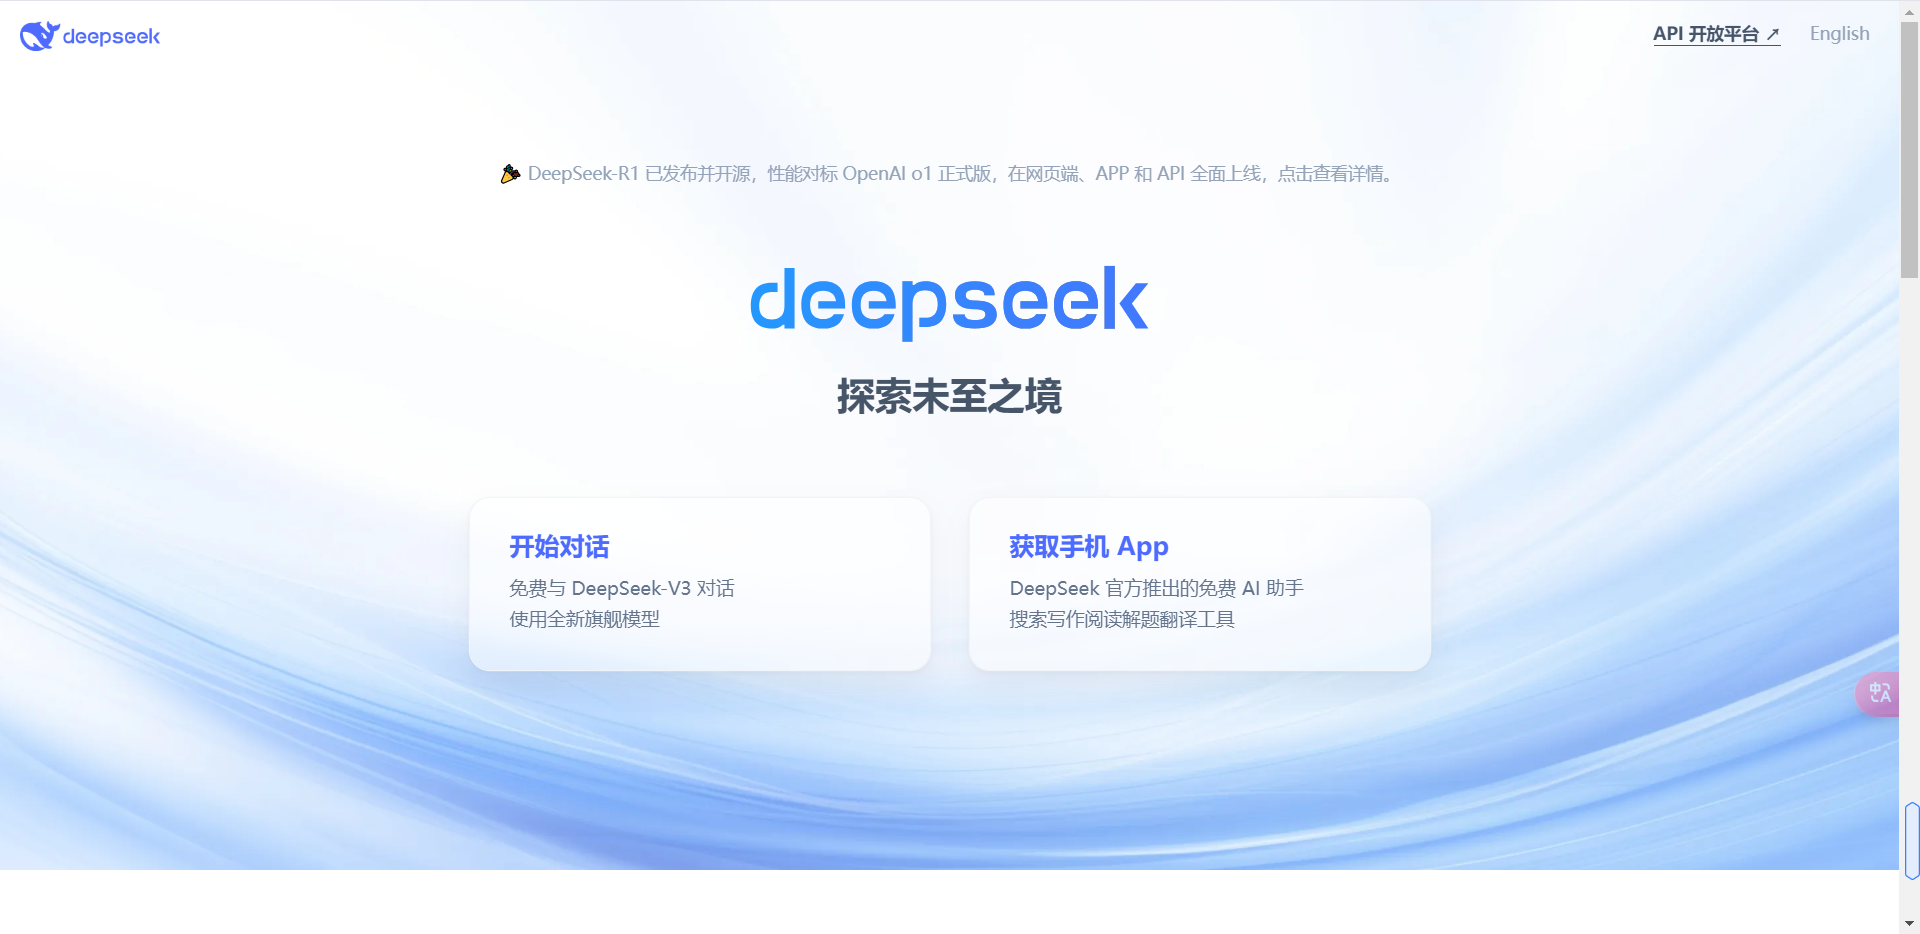 deepseek
API 开放平台 ↗
English
🎉 DeepSeek-R1 已发布并开源，性能对标 OpenAI o1 正式版，在网页端、APP 和 API 全面上线，点击查看详情。
deepseek
探索未至之境
开始对话
免费与 DeepSeek-V3 对话
使用全新旗舰模型
获取手机 App
DeepSeek 官方推出的免费 AI 助手
搜索写作阅读解题翻译工具
中A